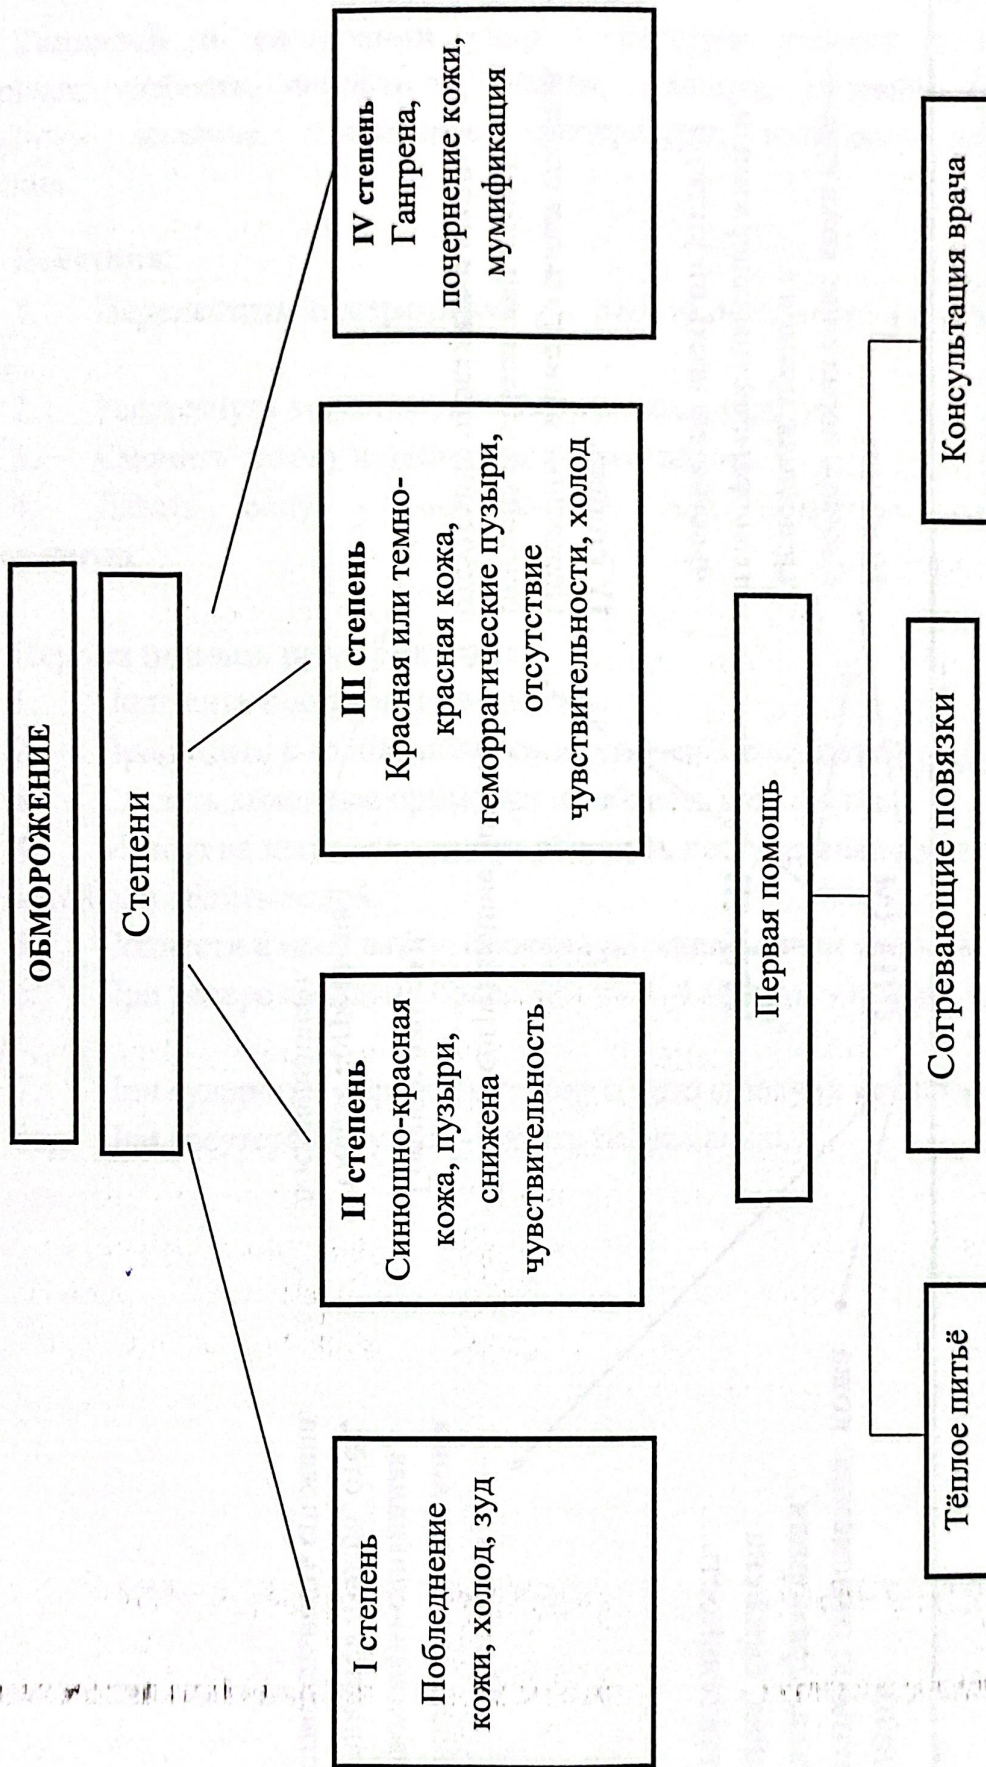 ОБМОРОЖЕНИЕ
Степени
I степень
Побледнение
кожи, холод, зуд
II степень
Синюшно-красная
кожа, пузыри,
снижена
чувствительность
III степень
Красная или темно-
красная кожа,
геморрагические пузыри,
отсутствие
чувствительности, холод
IV степень
Гангрена,
почернение кожи,
мумификация
Первая помощь
Тёплое питьё
Согревающие повязки
Консультация врача